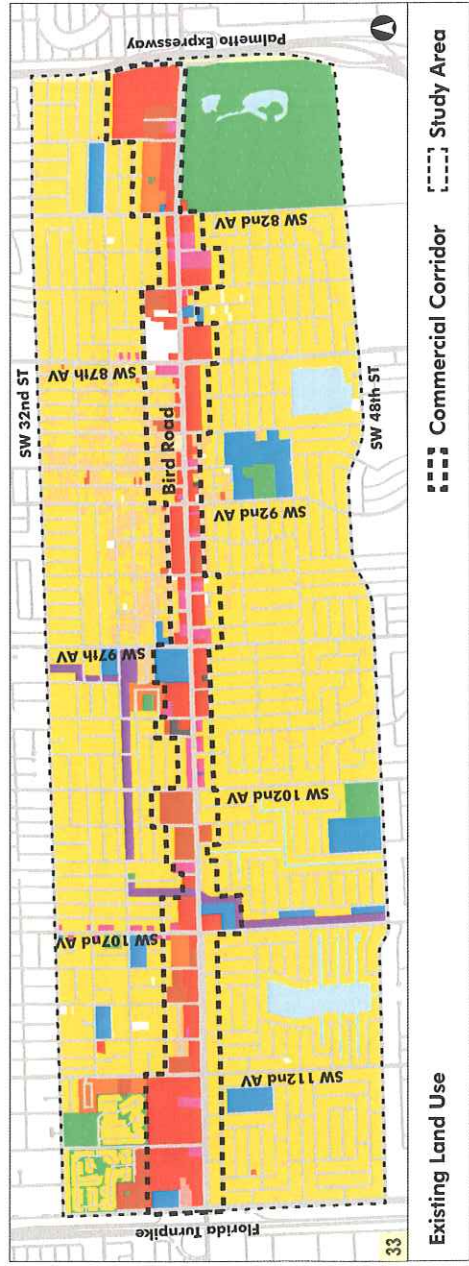 Palmetto Expressway
SW 32nd ST
SW 82nd AV
SW 87th AV
Bird Road
SW 48th ST
SW 92nd AV
SW 97th AV
SW 102nd AV
SW 107nd AV
SW 112nd AV
Florida Turnpike
33
Existing Land Use
Commercial Corridor
Study Area